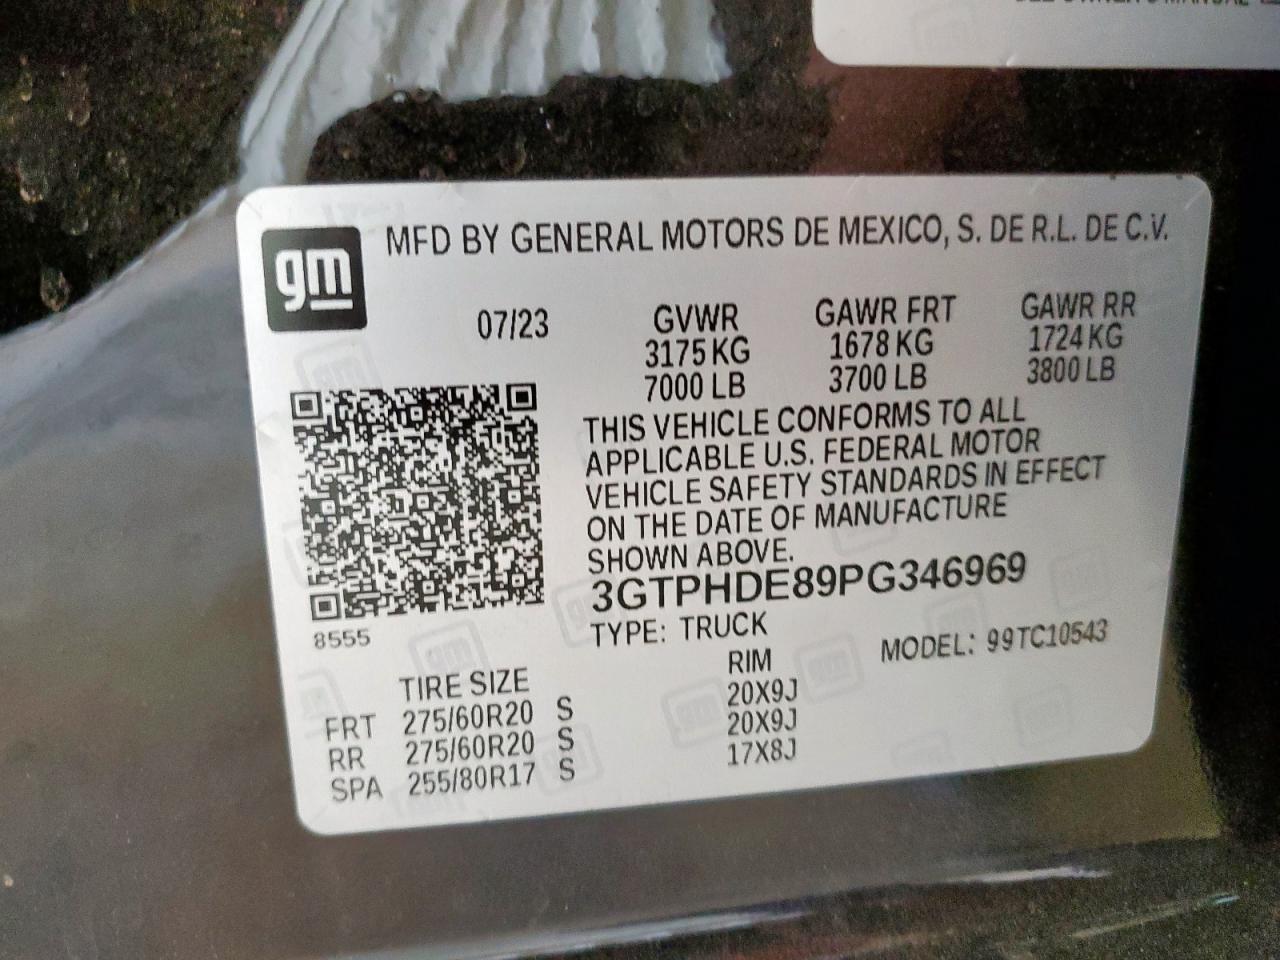 gm
MFD BY GENERAL MOTORS DE MEXICO, S. DE R.L. DE C.V.
07/23
GVWR GAWR FRT GAWR RR
3175 KG 1678 KG 1724 KG
7000 LB 3700 LB 3800 LB
THIS VEHICLE CONFORMS TO ALL
APPLICABLE U.S. FEDERAL MOTOR
VEHICLE SAFETY STANDARDS IN EFFECT
ON THE DATE OF MANUFACTURE
SHOWN ABOVE.
3GTPHDE89PG346969
8555
TYPE: TRUCK
MODEL: 99TC10543
TIRE SIZE RIM
FRT 275/60R20 S 20X9J
RR 275/60R20 S 20X9J
SPA 255/80R17 S 17X8J